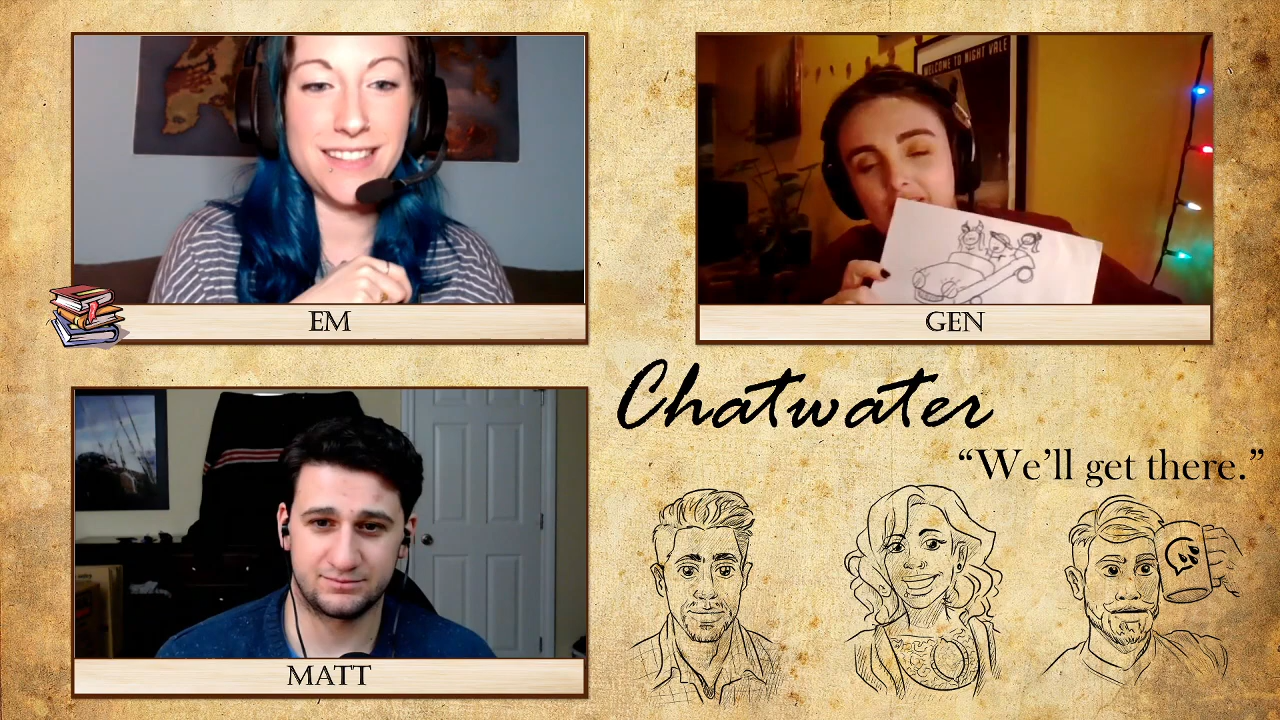 WELCOME TO NIGHT VALE
EM
GEN
Chatwater
“We’ll get there.”
MATT